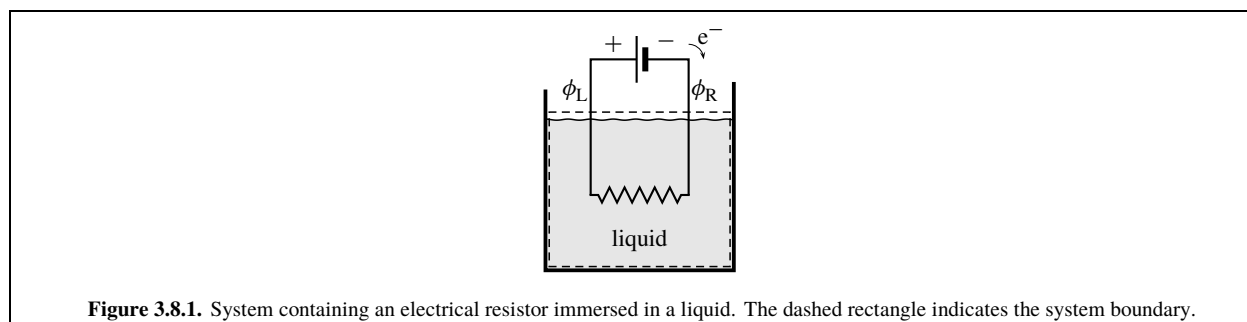 + − e⁻
ϕL ϕR
liquid
Figure 3.8.1. System containing an electrical resistor immersed in a liquid. The dashed rectangle indicates the system boundary.